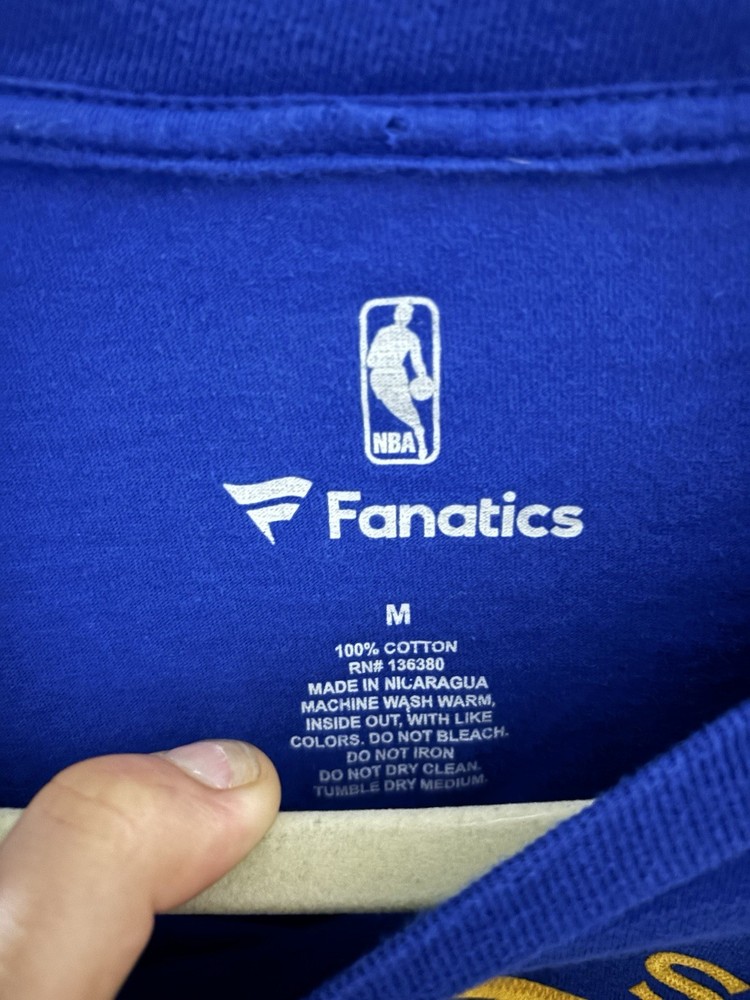 NBA
Fanatics
M
100% COTTON
RN# 136380
MADE IN NICARAGUA
MACHINE WASH WARM,
INSIDE OUT, WITH LIKE
COLORS. DO NOT BLEACH.
DO NOT IRON
DO NOT DRY CLEAN.
TUMBLE DRY MEDIUM.